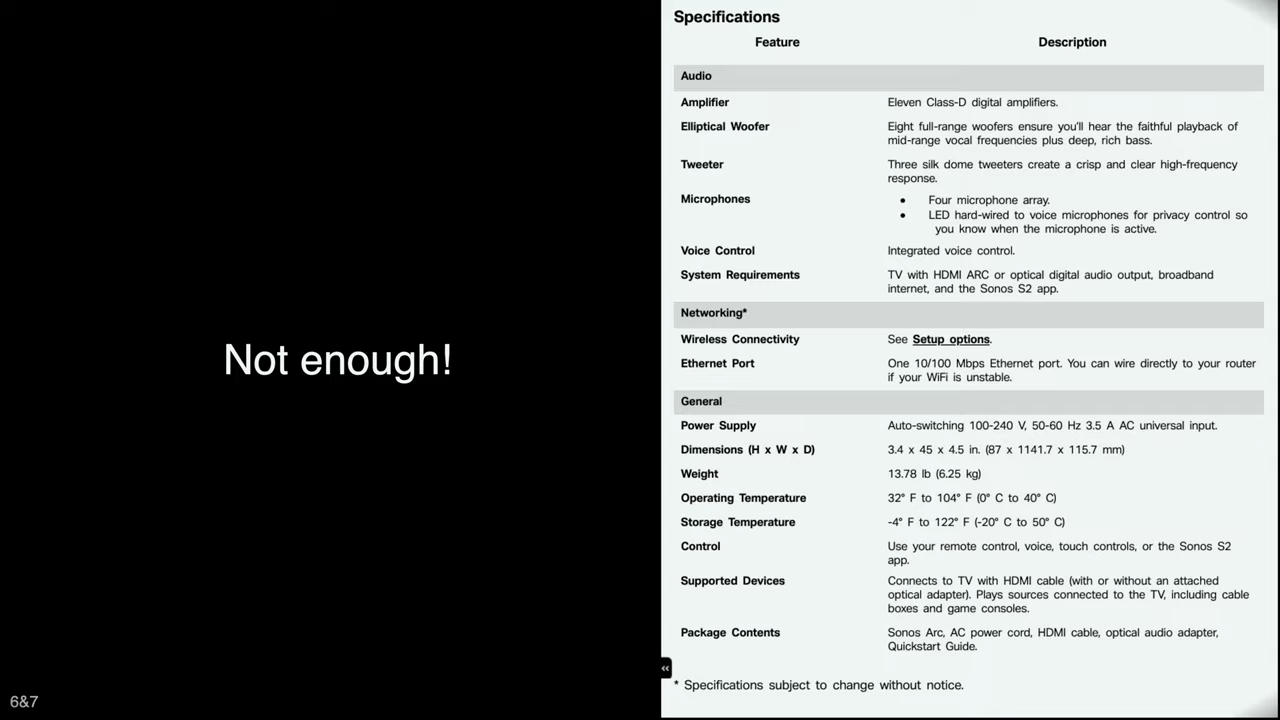 Not enough!
6&7
Specifications
Feature Description
Audio
Amplifier Eleven Class-D digital amplifiers.
Elliptical Woofer Eight full-range woofers ensure you'll hear the faithful playback of
mid-range vocal frequencies plus deep, rich bass.
Tweeter Three silk dome tweeters create a crisp and clear high-frequency
response.
Microphones • Four microphone array.
• LED hard-wired to voice microphones for privacy control so
you know when the microphone is active.
Voice Control Integrated voice control.
System Requirements TV with HDMI ARC or optical digital audio output, broadband
internet, and the Sonos S2 app.
Networking*
Wireless Connectivity See Setup options.
Ethernet Port One 10/100 Mbps Ethernet port. You can wire directly to your router
if your WiFi is unstable.
General
Power Supply Auto-switching 100-240 V, 50-60 Hz 3.5 A AC universal input.
Dimensions (H x W x D) 3.4 x 45 x 4.5 in. (87 x 1141.7 x 115.7 mm)
Weight 13.78 lb (6.25 kg)
Operating Temperature 32° F to 104° F (0° C to 40° C)
Storage Temperature -4° F to 122° F (-20° C to 50° C)
Control Use your remote control, voice, touch controls, or the Sonos S2
app.
Supported Devices Connects to TV with HDMI cable (with or without an attached
optical adapter). Plays sources connected to the TV, including cable
boxes and game consoles.
Package Contents Sonos Arc, AC power cord, HDMI cable, optical audio adapter,
Quickstart Guide.
«
* Specifications subject to change without notice.